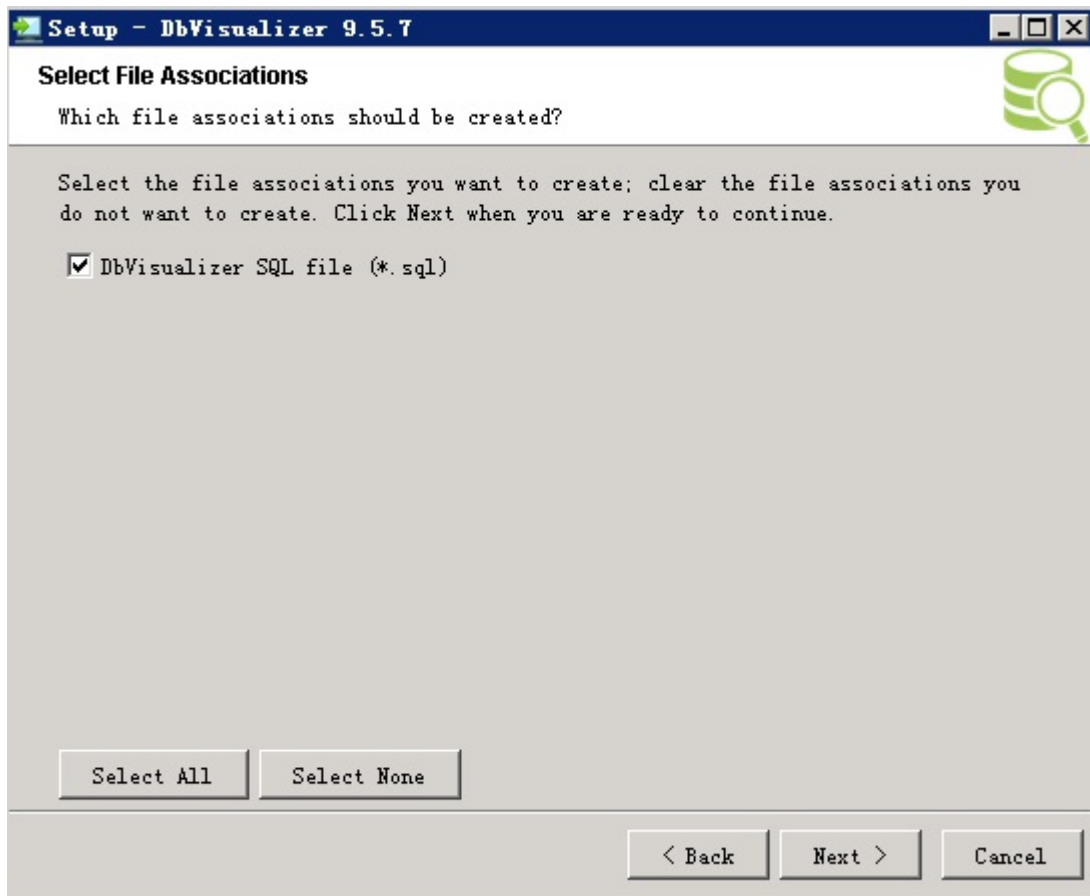 Setup - DbVisualizer 9.5.7
Select File Associations
Which file associations should be created?
Select the file associations you want to create; clear the file associations you
do not want to create. Click Next when you are ready to continue.
DbVisualizer SQL file (*.sql)
Select All Select None
< Back Next > Cancel